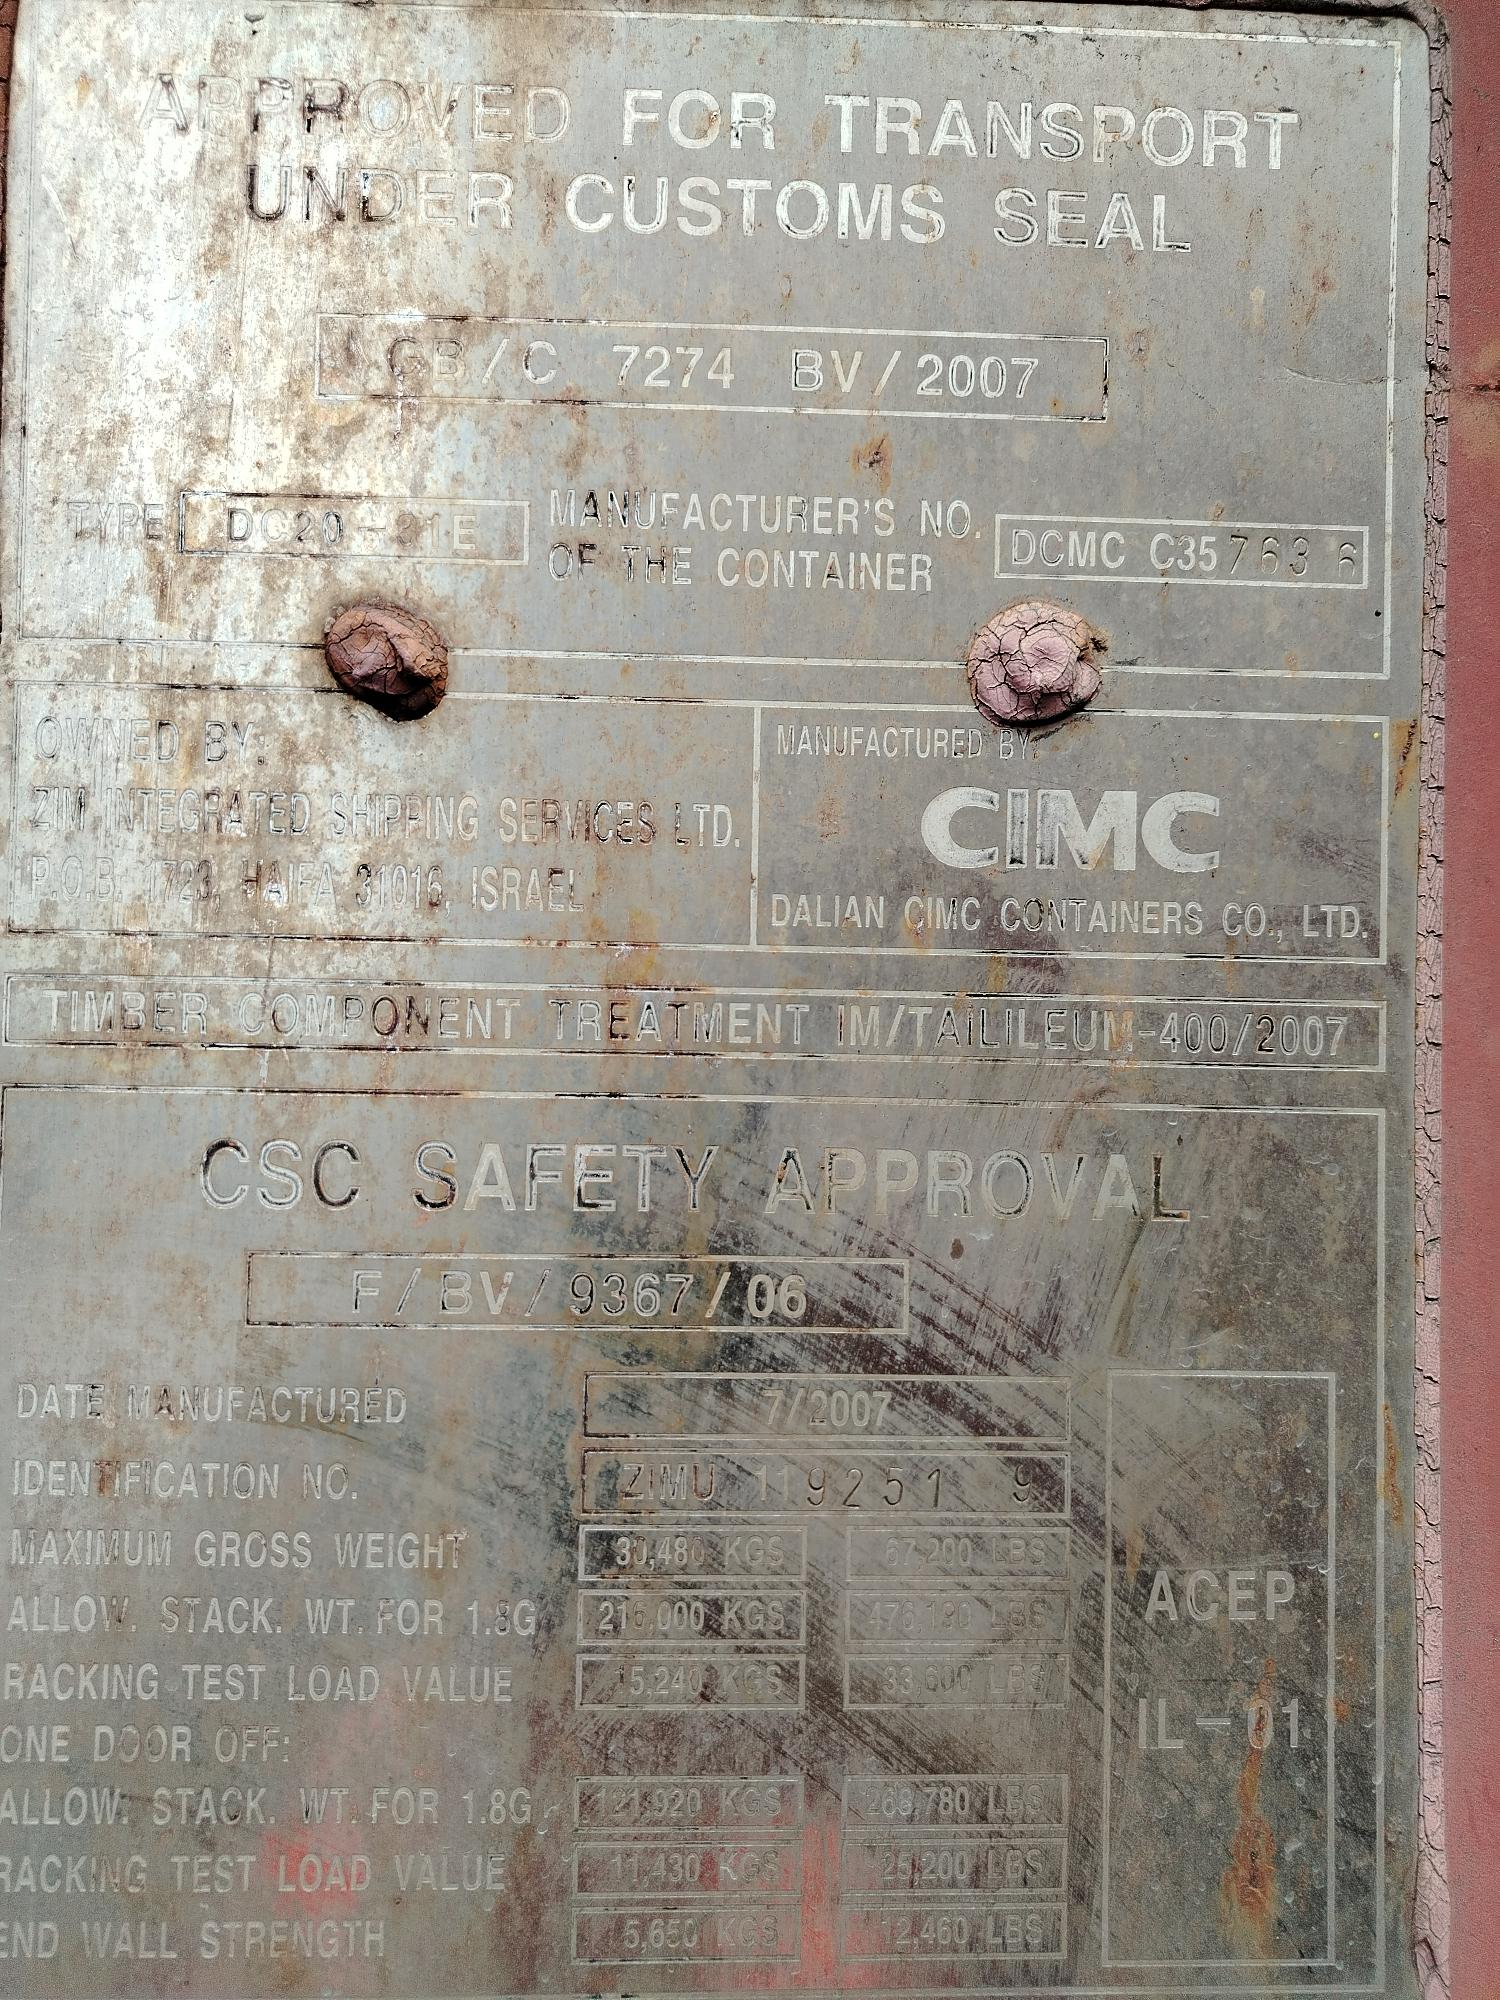 APPROVED FOR TRANSPORT
UNDER CUSTOMS SEAL
GB/C 7274 BV/2007
TYPE DC20-31E
MANUFACTURER'S NO.
OF THE CONTAINER
DCMC C357636
OWNED BY:
ZIM INTEGRATED SHIPPING SERVICES LTD.
P.O.B. 1723, HAIFA 31016, ISRAEL
MANUFACTURED BY:
CIMC
DALIAN CIMC CONTAINERS CO., LTD.
TIMBER COMPONENT TREATMENT IM/TAILILEUM-400/2007
CSC SAFETY APPROVAL
F/BV/9367/06
DATE MANUFACTURED 7/2007
IDENTIFICATION NO. ZIMU 119251 9
MAXIMUM GROSS WEIGHT 30,480 KGS 67,200 LBS
ALLOW. STACK. WT. FOR 1.8G 216,000 KGS 476,190 LBS
RACKING TEST LOAD VALUE 15,240 KGS 33,600 LBS
ONE DOOR OFF:
ALLOW. STACK. WT. FOR 1.8G 121,920 KGS 268,780 LBS
RACKING TEST LOAD VALUE 11,430 KGS 25,200 LBS
END WALL STRENGTH 5,650 KGS 12,460 LBS
ACEP
IL-01